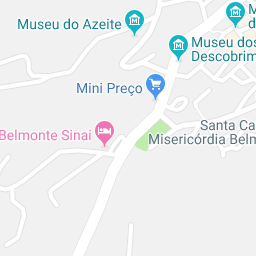 Museu do Azeite
M
d
Museu dos
Descobrim
Mini Preço
Belmonte Sinai
Santa Ca
Misericórdia Belm